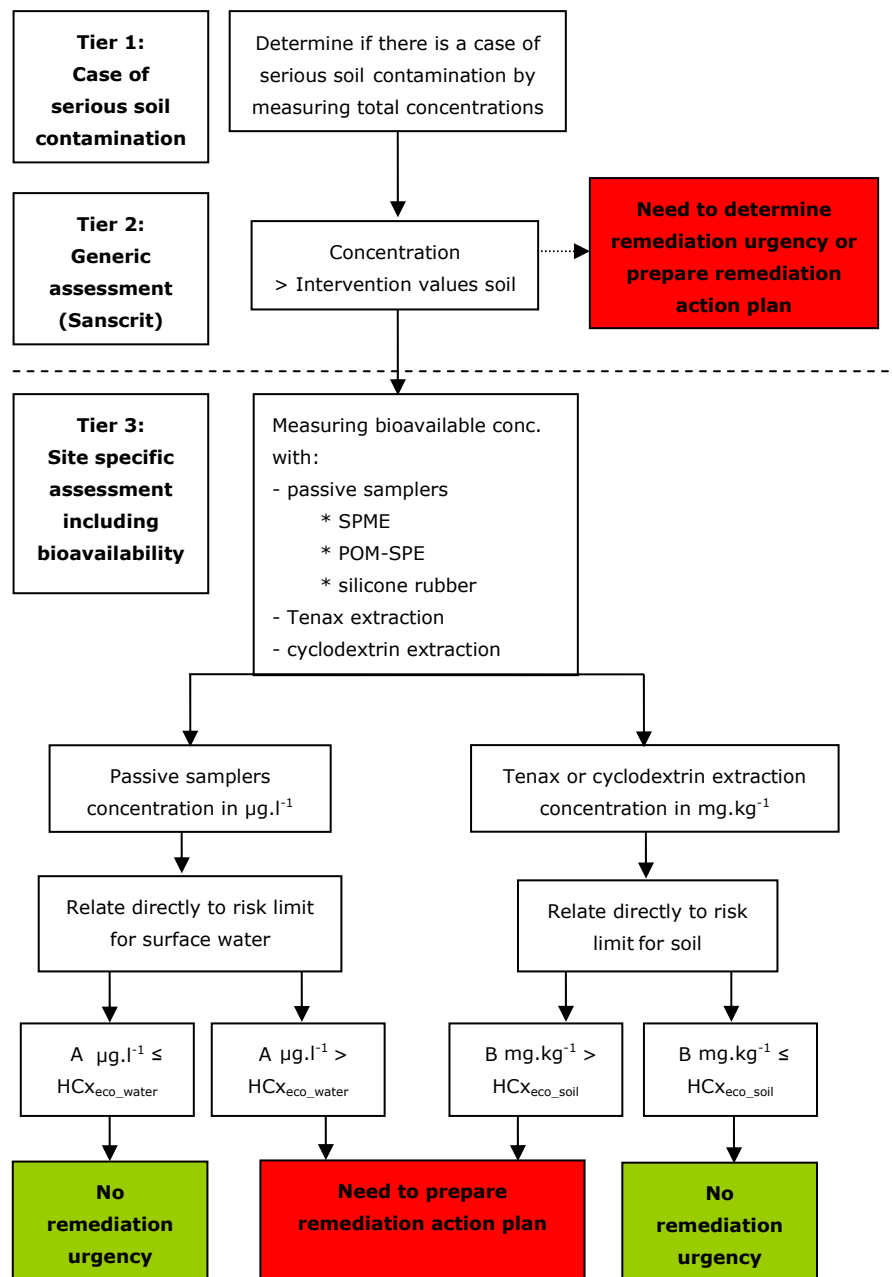 Tier 1:
Case of
serious soil
contamination
Determine if there is a case of
serious soil contamination by
measuring total concentrations
Tier 2:
Generic
assessment
(Sanscrit)
Concentration
> Intervention values soil
Need to determine
remediation urgency or
prepare remediation
action plan
Tier 3:
Site specific
assessment
including
bioavailability
Measuring bioavailable conc.
with:
- passive samplers
* SPME
* POM-SPE
* silicone rubber
- Tenax extraction
- cyclodextrin extraction
Passive samplers
concentration in µg.l⁻¹
Tenax or cyclodextrin extraction
concentration in mg.kg⁻¹
Relate directly to risk limit
for surface water
Relate directly to risk
limit for soil
A µg.l⁻¹ ≤
HCx_eco_water
A µg.l⁻¹ >
HCx_eco_water
B mg.kg⁻¹ >
HCx_eco_soil
B mg.kg⁻¹ ≤
HCx_eco_soil
No
remediation
urgency
Need to prepare
remediation action plan
No
remediation
urgency